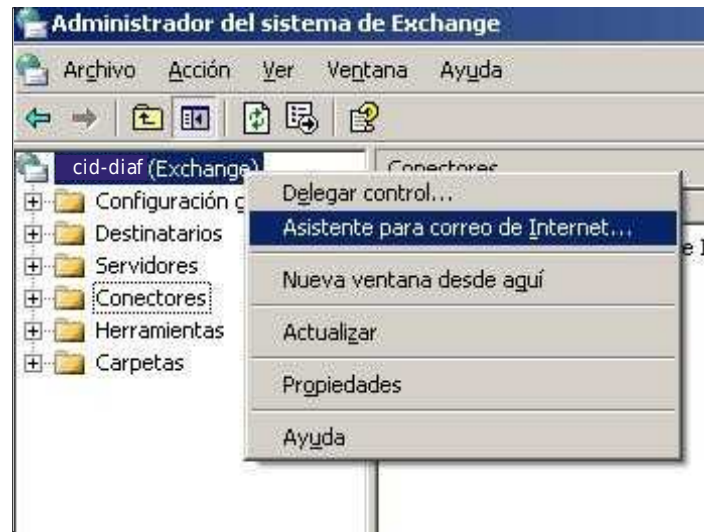 Administrador del sistema de Exchange
Archivo Acción Ver Ventana Ayuda
cid-diaf (Exchange)
Conectores
Configuración g
Delegar control...
Destinatarios
Asistente para correo de Internet...
e I
Servidores
Nueva ventana desde aquí
Conectores
Actualizar
Herramientas
Carpetas
Propiedades
Ayuda